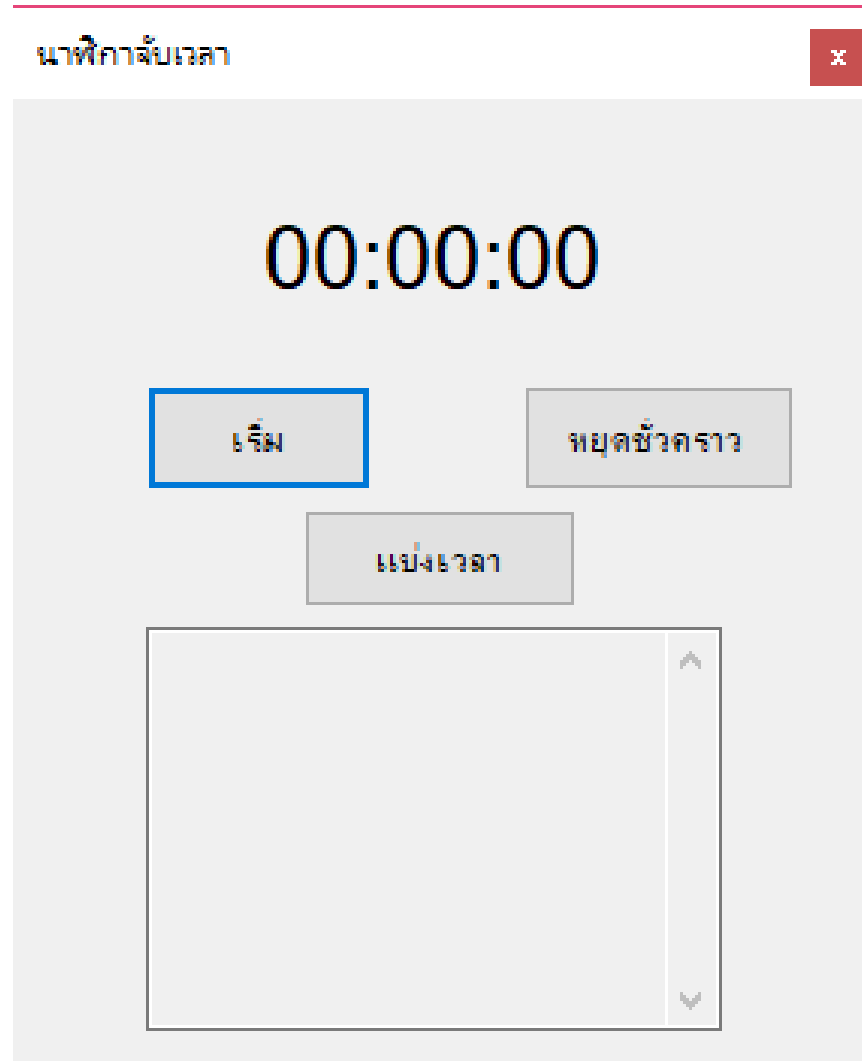 นาฬิกาจับเวลา
x
00:00:00
เริ่ม
หยุดชั่วคราว
แบ่งเวลา